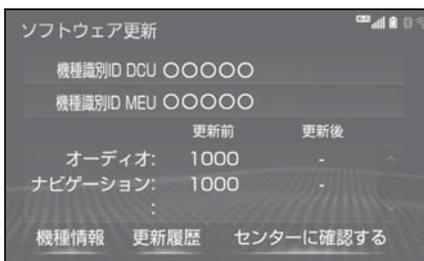 ソフトウェア更新
機種識別ID DCU ○○○○○
機種識別ID MEU ○○○○○
更新前 更新後
オーディオ: 1000 -
ナビゲーション: 1000 -
:
機種情報 更新履歴 センターに確認する